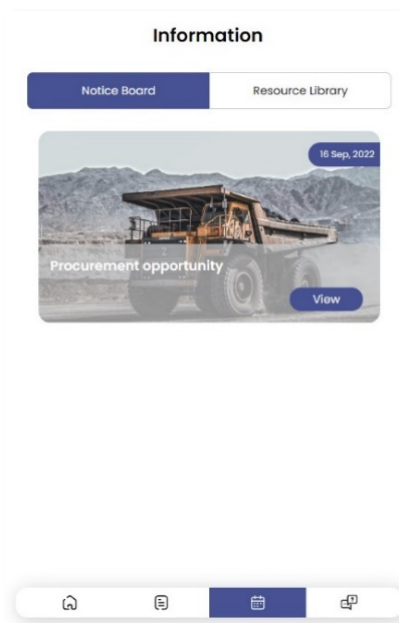 Information
Notice Board
Resource Library
16 Sep, 2022
Procurement opportunity
View